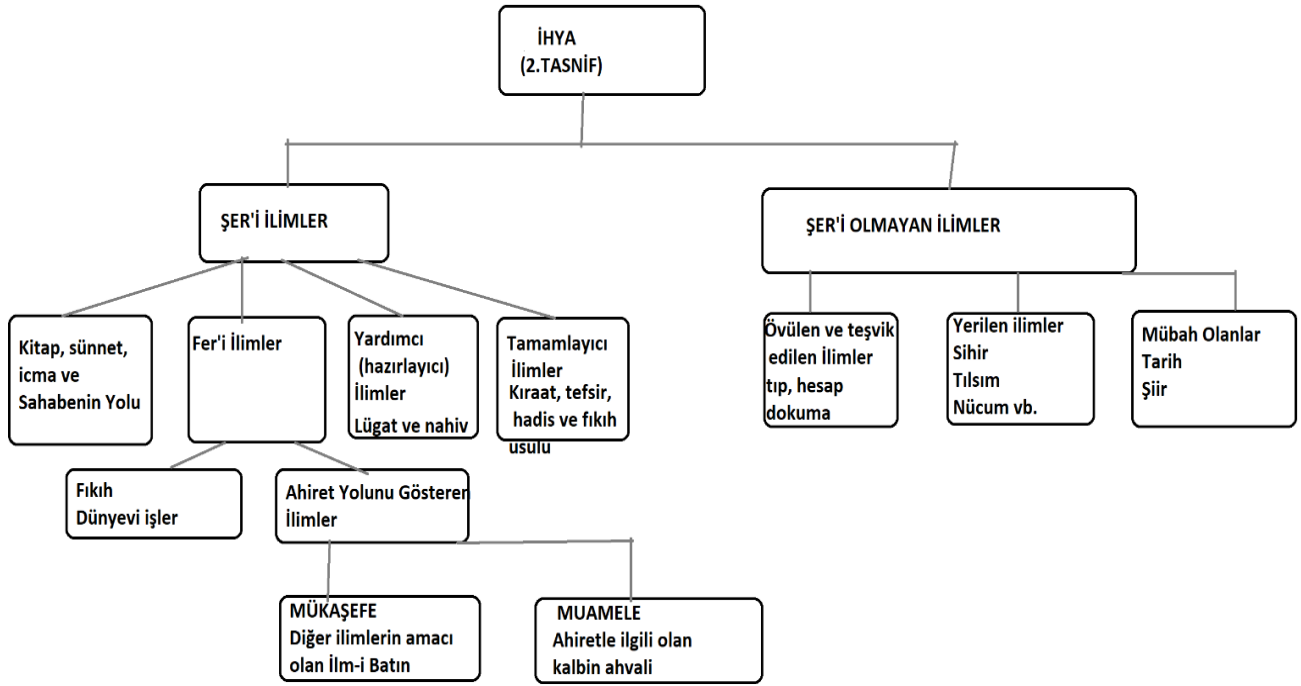 İHYA
(2.TASNİF)
ŞER'İ İLİMLER
ŞER'İ OLMAYAN İLİMLER
Kitap, sünnet,
icma ve
Sahabenin Yolu
Fer'i İlimler
Yardımcı
(hazırlayıcı)
İlimler
Lügat ve nahiv
Tamamlayıcı
İlimler
Kıraat, tefsir,
hadis ve fıkıh
usulu
Övülen ve teşvik
edilen İlimler
tıp, hesap
dokuma
Yerilen ilimler
Sihir
Tılsım
Nücum vb.
Mübah Olanlar
Tarih
Şiir
Fıkıh
Dünyevi işler
Ahiret Yolunu Gösteren
İlimler
MÜKAŞEFE
Diğer ilimlerin amacı
olan İlm-i Batın
MUAMELE
Ahiretle ilgili olan
kalbin ahvali